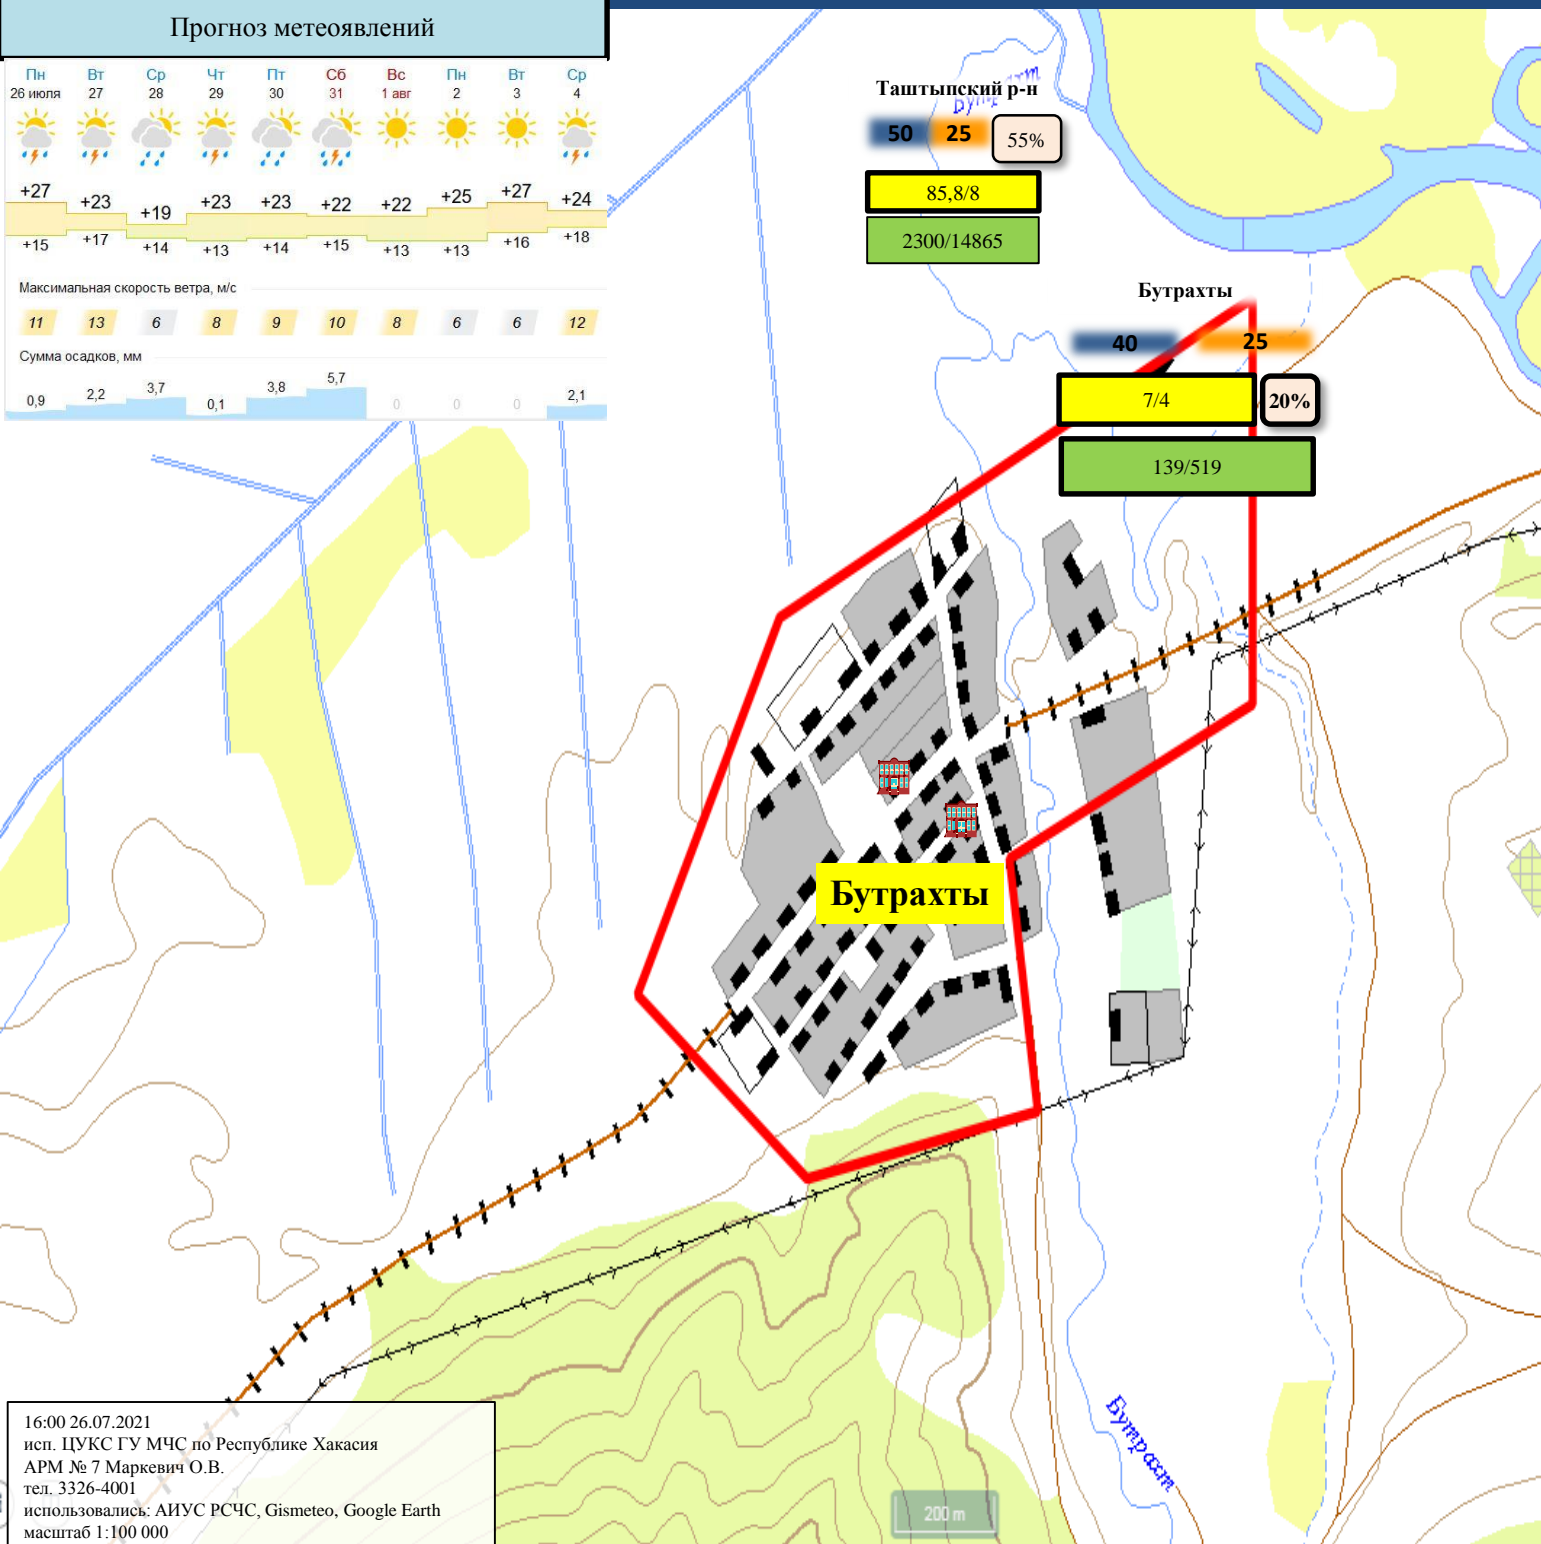 Прогноз метеоявлений
Пн Вт Ср Чт Пт Сб Вс Пн Вт Ср
26 июля 27 28 29 30 31 1 авг 2 3 4
+27 +23 +19 +23 +23 +22 +22 +25 +27 +24
+15 +17 +14 +13 +14 +15 +13 +13 +16 +18
Максимальная скорость ветра, м/с
11 13 6 8 9 10 8 6 6 12
Сумма осадков, мм
0,9 2,2 3,7 0,1 3,8 5,7 0 0 0 2,1
Таштыпский р-н
Бутрахт
50 25 55%
85,8/8
2300/14865
Бутрахты
40 25
7/4 20%
139/519
Бутрахты
Бутрахт
200 m
16:00 26.07.2021
исп. ЦУКС ГУ МЧС по Республике Хакасия
АРМ № 7 Маркевич О.В.
тел. 3326-4001
использовались: АИУС РСЧС, Gismeteo, Google Earth
масштаб 1:100 000